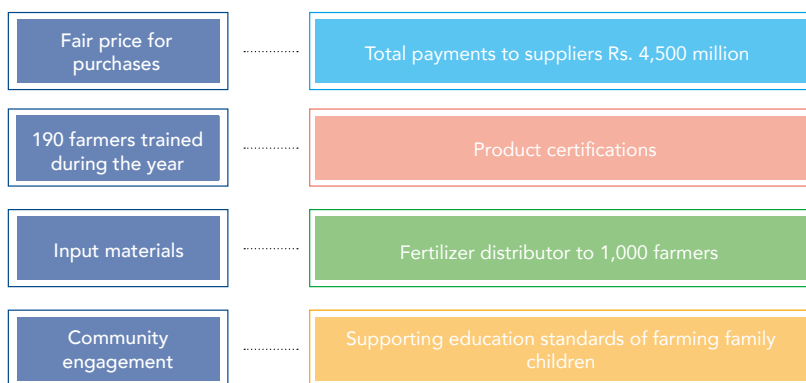 Fair price for
purchases
Total payments to suppliers Rs. 4,500 million
190 farmers trained
during the year
Product certifications
Input materials
Fertilizer distributor to 1,000 farmers
Community
engagement
Supporting education standards of farming family
children